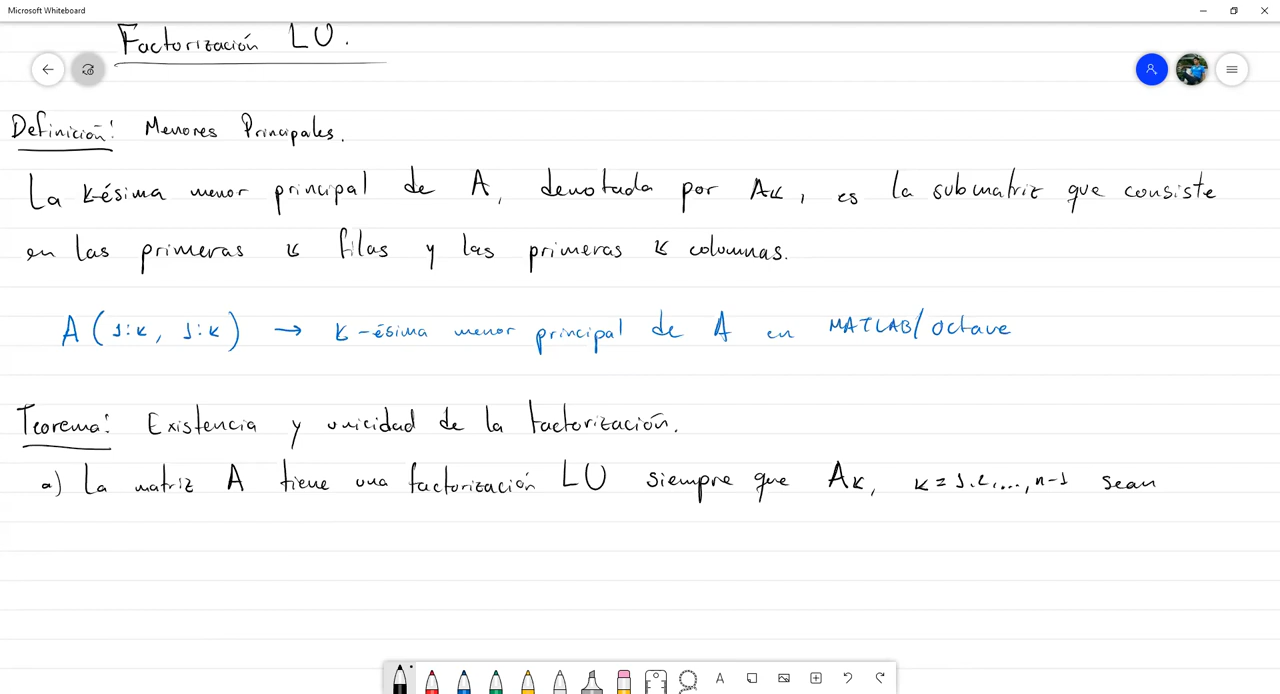 Microsoft Whiteboard
Factorización LU.
Definición: Menores Principales.
La k-ésima menor principal de A, denotada por Ak, es la submatriz que consiste
en las primeras k filas y las primeras k columnas.
A(1:k, 1:k) → k-ésima menor principal de A en MATLAB/Octave
Teorema: Existencia y unicidad de la factorización.
a) La matriz A tiene una factorización LU siempre que Ak, k=1,2,...,n-1 sean